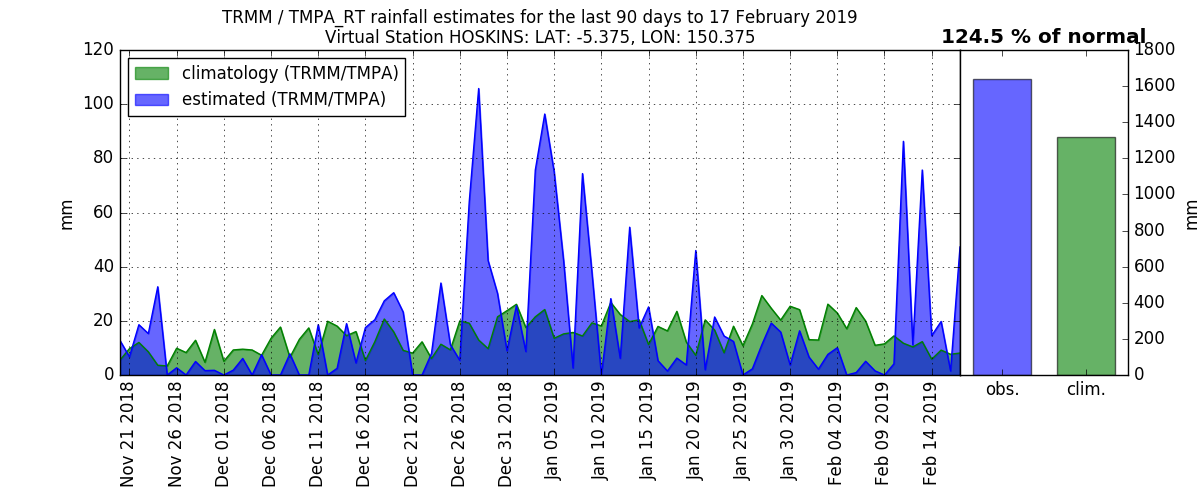 TRMM / TMPA_RT rainfall estimates for the last 90 days to 17 February 2019
Virtual Station HOSKINS: LAT: -5.375, LON: 150.375
124.5 % of normal
climatology (TRMM/TMPA)
estimated (TRMM/TMPA)
mm
120
100
80
60
40
20
0
Nov 21 2018
Nov 26 2018
Dec 01 2018
Dec 06 2018
Dec 11 2018
Dec 16 2018
Dec 21 2018
Dec 26 2018
Dec 31 2018
Jan 05 2019
Jan 10 2019
Jan 15 2019
Jan 20 2019
Jan 25 2019
Jan 30 2019
Feb 04 2019
Feb 09 2019
Feb 14 2019
obs.
clim.
1800
1600
1400
1200
1000
800
600
400
200
0
mm